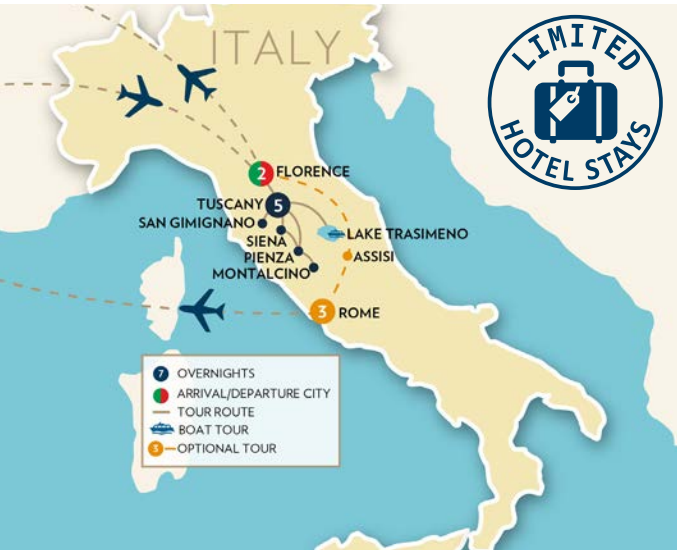 ITALY
LIMITED
HOTEL STAYS
2 FLORENCE
TUSCANY 5
SAN GIMIGNANO
SIENA
PIENZA
MONTALCINO
LAKE TRASIMENO
ASSISI
3 ROME
7 OVERNIGHTS
ARRIVAL/DEPARTURE CITY
TOUR ROUTE
BOAT TOUR
3 OPTIONAL TOUR